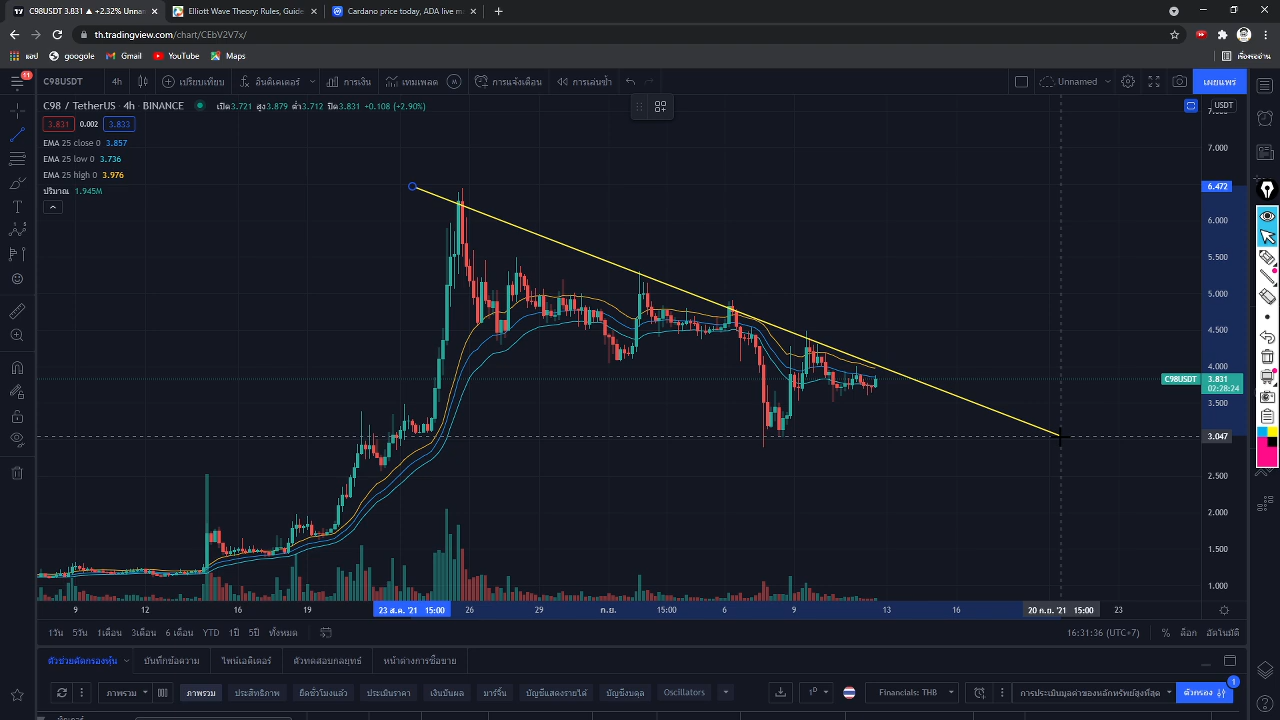 C98USDT 3.831 ▲ +2.32% Unnam
Elliott Wave Theory: Rules, Guide
Cardano price today, ADA live m
th.tradingview.com/chart/CEbV2V7x/
แอป google Gmail YouTube Maps
11 C98USDT 4h เปรียบเทียบ อินดิเคเตอร์ การเงิน เทมเพลต การแจ้งเตือน การเล่นซ้ำ Unnamed เผยแพร่
C98 / TetherUS · 4h · BINANCE เปิด3.721 สูง3.879 ต่ำ3.712 ปิด3.831 +0.108 (+2.90%) USDT
3.831 0.002 3.833
EMA 25 close 0 3.857
EMA 25 low 0 3.736
EMA 25 high 0 3.976
ปริมาณ 1.945M
7.000
6.472
6.000
5.500
5.000
4.500
4.000
C98USDT 3.831
02:28:24
3.500
3.047
2.500
2.000
1.500
1.000
9 12 16 19 23 ส.ค. '21 15:00 26 29 ก.ย. 15:00 6 9 13 16 20 ก.ย. '21 15:00 23
1วัน 5วัน 1เดือน 3เดือน 6 เดือน YTD 1ปี 5ปี ทั้งหมด 16:31:36 (UTC+7) % ล็อก อัตโนมัติ
ตัวช่วยคัดกรองหุ้น บันทึกข้อความ ไพน์เอดิเตอร์ ตัวทดสอบกลยุทธ์ หน้าต่างการซื้อขาย
ภาพรวม ภาพรวม ประสิทธิภาพ ยืดชั่วโมงแล้ว ประเมินราคา เงินปันผล มาร์จิ้น บัญชีแสดงรายได้ บัญชีงบดุล Oscillators 1D Financials: THB การประเมินมูลค่าของหลักทรัพย์สูงที่สุด ตัวกรอง 1